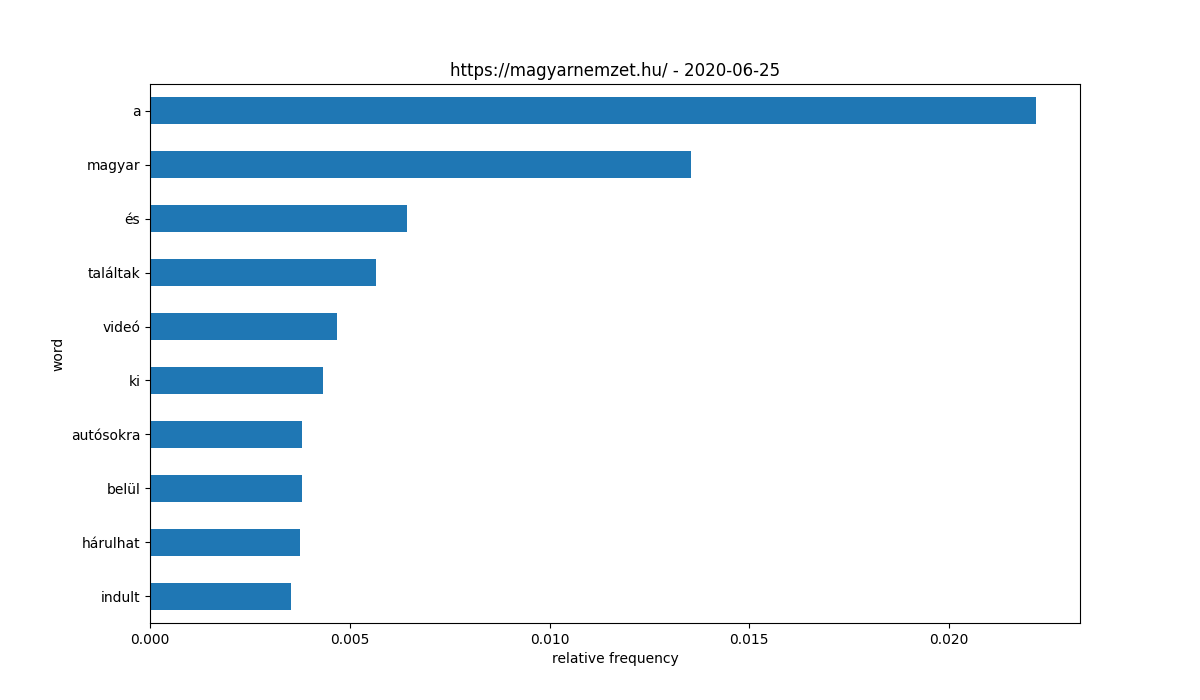 https://magyarnemzet.hu/ - 2020-06-25
a
magyar
és
találtak
videó
ki
autósokra
belül
hárulhat
indult
word
0.000 0.005 0.010 0.015 0.020
relative frequency